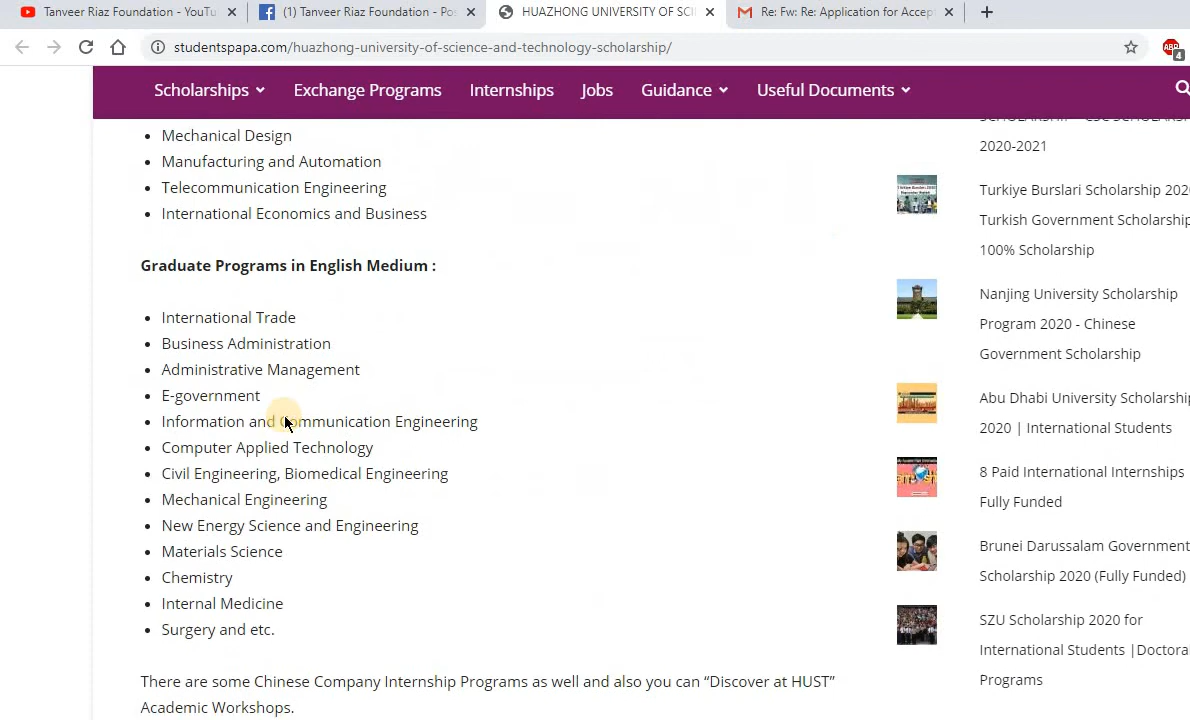 Tanveer Riaz Foundation - YouTu
(1) Tanveer Riaz Foundation - Pos
HUAZHONG UNIVERSITY OF SCI
Re: Fw: Re: Application for Accep
studentspapa.com/huazhong-university-of-science-and-technology-scholarship/
ABP
4
Scholarships
Exchange Programs
Internships
Jobs
Guidance
Useful Documents
Mechanical Design
Manufacturing and Automation
Telecommunication Engineering
International Economics and Business
Graduate Programs in English Medium :
International Trade
Business Administration
Administrative Management
E-government
Information and Communication Engineering
Computer Applied Technology
Civil Engineering, Biomedical Engineering
Mechanical Engineering
New Energy Science and Engineering
Materials Science
Chemistry
Internal Medicine
Surgery and etc.
There are some Chinese Company Internship Programs as well and also you can “Discover at HUST”
Academic Workshops.
SCHOLARSHIP – CSC SCHOLARS
2020-2021
Turkiye Burslari Scholarship 202
Turkish Government Scholarship
100% Scholarship
Nanjing University Scholarship
Program 2020 - Chinese
Government Scholarship
Abu Dhabi University Scholarship
2020 | International Students
8 Paid International Internships
Fully Funded
Brunei Darussalam Government
Scholarship 2020 (Fully Funded)
SZU Scholarship 2020 for
International Students |Doctora
Programs